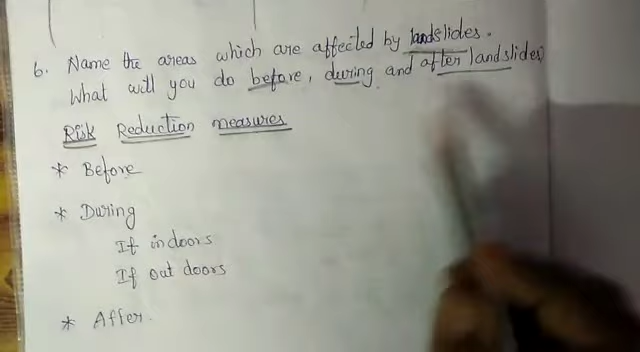 6. Name the areas which are affected by landslides.
What will you do before, during and after landslides
Risk Reduction measures
* Before
* During
If indoors
If out doors
* After.